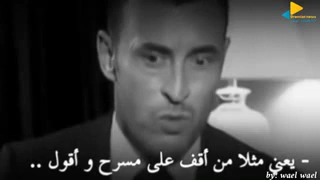 - يعني مثلا من أقف على مسرح و أقول ..
by: wael wael